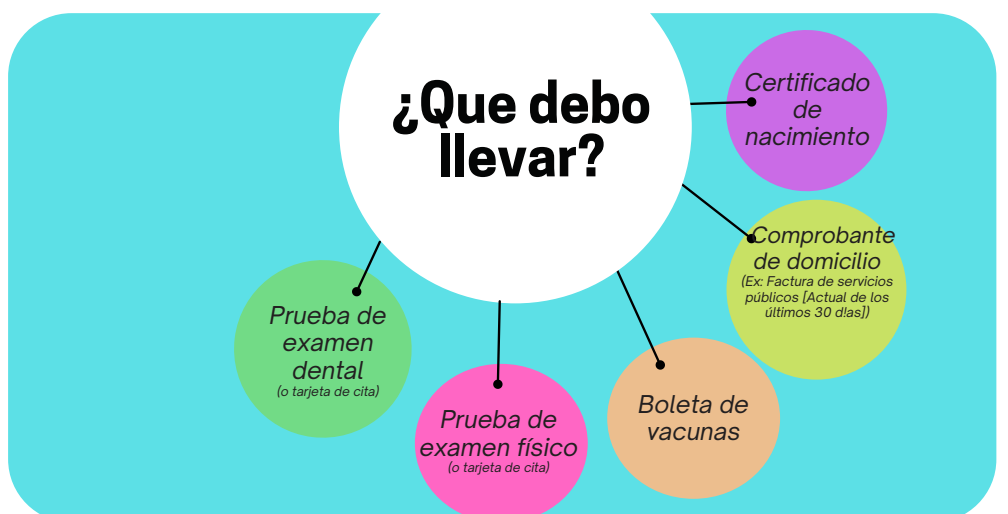 ¿Que debo
llevar?
Certificado
de
nacimiento
Comprobante
de domicilio
(Ex: Factura de servicios
públicos [Actual de los
últimos 30 d!as])
Boleta de
vacunas
Prueba de
examen físico
(o tarjeta de cita)
Prueba de
examen
dental
(o tarjeta de cita)